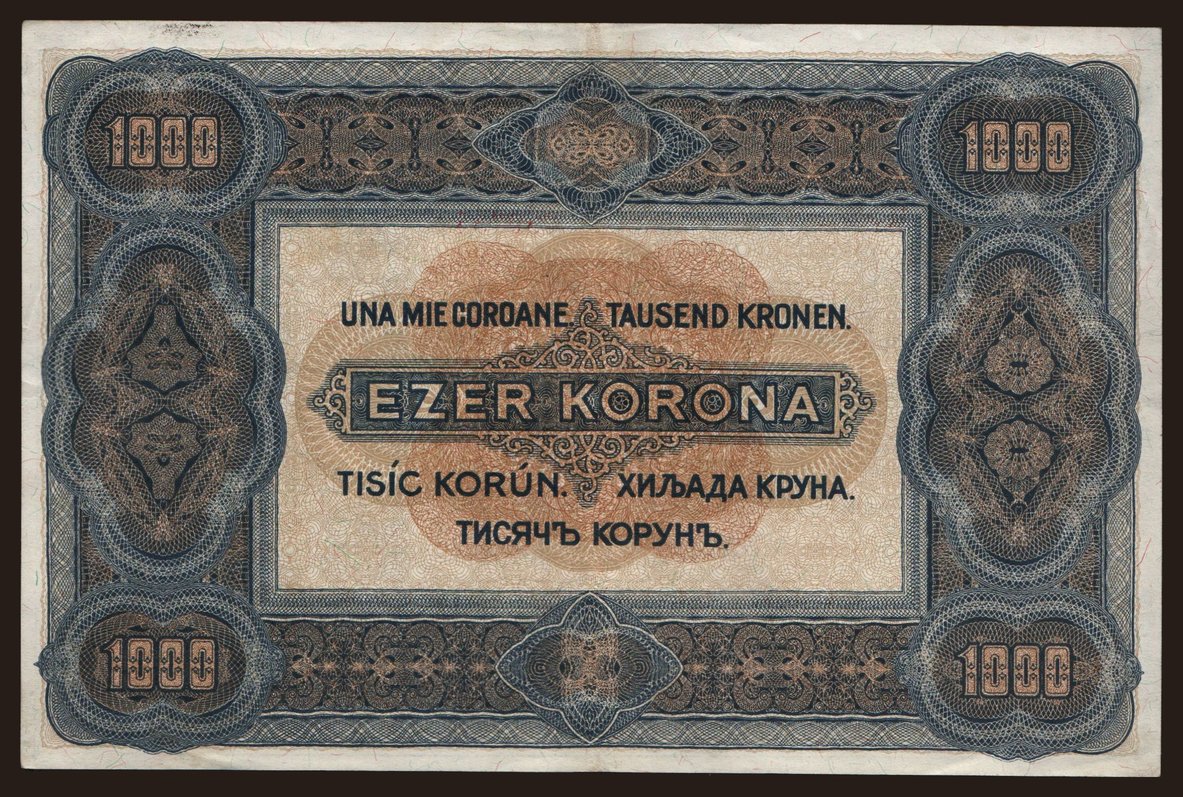 1000 1000
UNA MIE COROANE. TAUSEND KRONEN.
EZER KORONA
TISÍC KORÚN. ХИЉАДА КРУНА.
ТИСЯЧЪ КОРУНЪ.
1000 1000